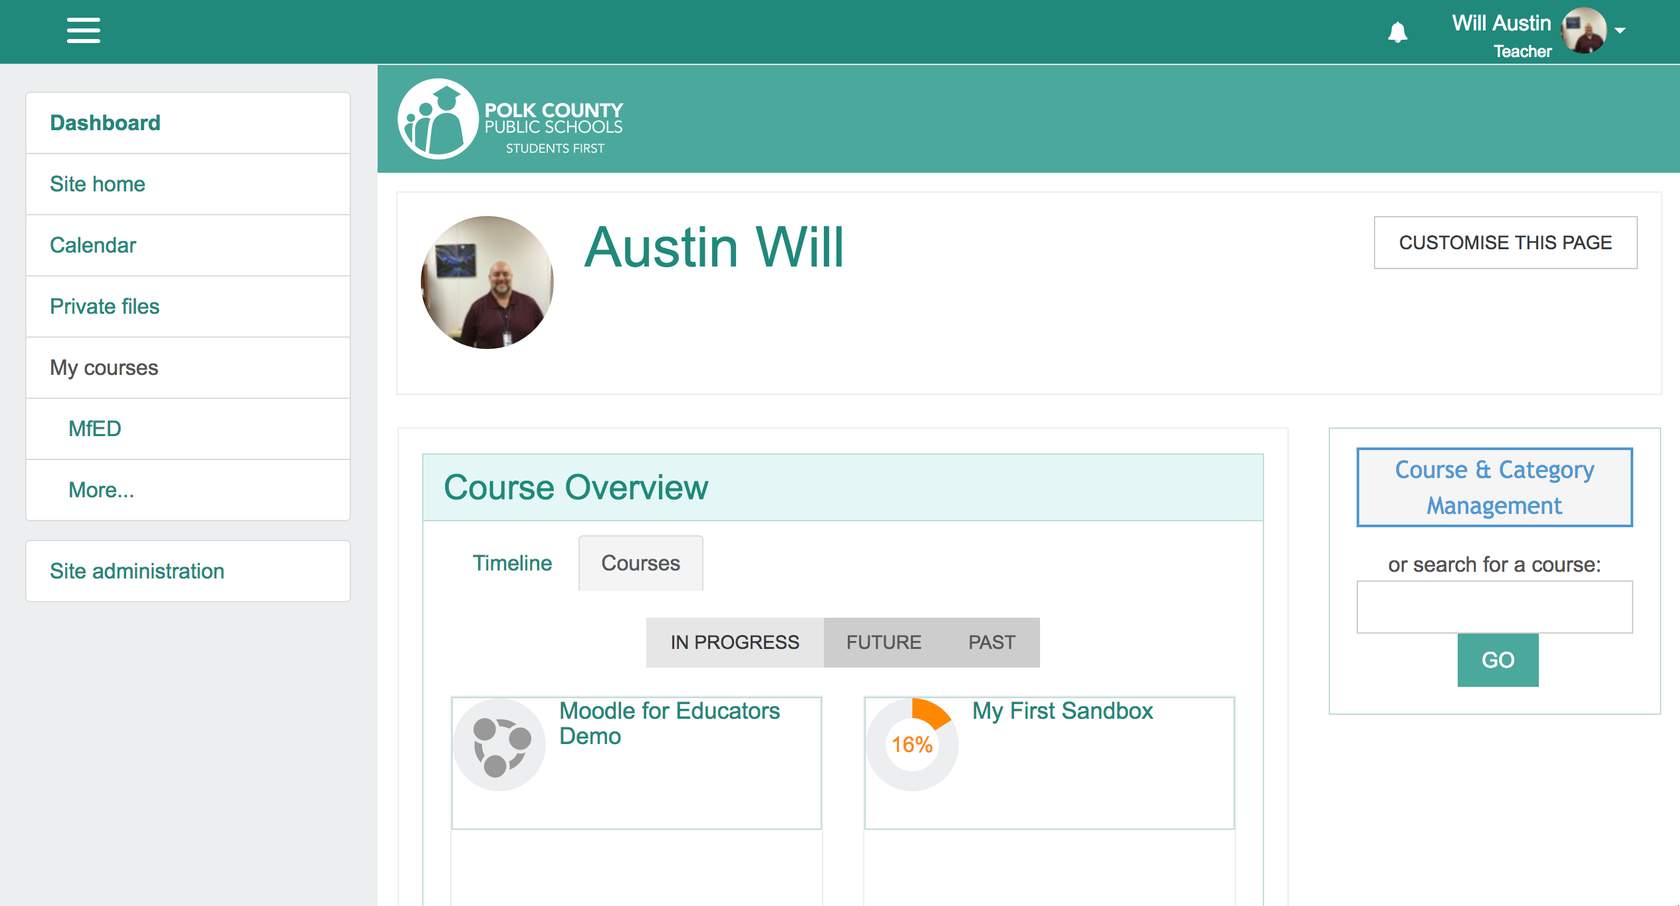 Will Austin
Teacher
Dashboard
Site home
Calendar
Private files
My courses
MfED
More...
Site administration
POLK COUNTY
PUBLIC SCHOOLS
STUDENTS FIRST
Austin Will
CUSTOMISE THIS PAGE
Course Overview
Timeline
Courses
IN PROGRESS
FUTURE
PAST
Moodle for Educators
Demo
16%
My First Sandbox
Course & Category
Management
or search for a course:
GO